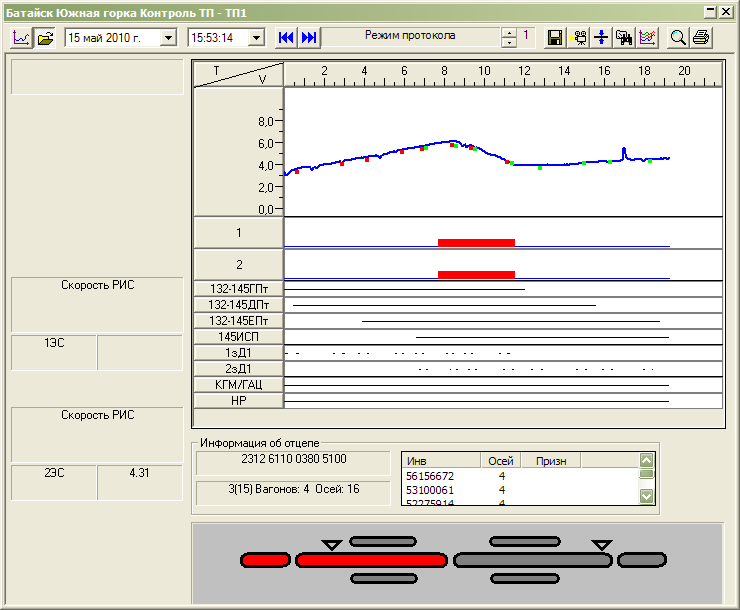 Батайск Южная горка Контроль ТП - ТП1
15 май 2010 г.
15:53:14
Режим протокола
1
T
V
2 4 6 8 10 12 14 16 18 20
8,0
6,0
4,0
2,0
0,0
1
2
Скорость РИС
132-145ГПт
132-145ДПт
132-145ЕПт
1ЭС
145ИСП
1зД1
2зД1
КГМ/ГАЦ
НР
Скорость РИС
2ЭС 4.31
Информация об отцепе
2312 6110 0380 5100
3(15) Вагонов: 4 Осей: 16
Инв Осей Призн
56156672 4
53100061 4
52275914 4